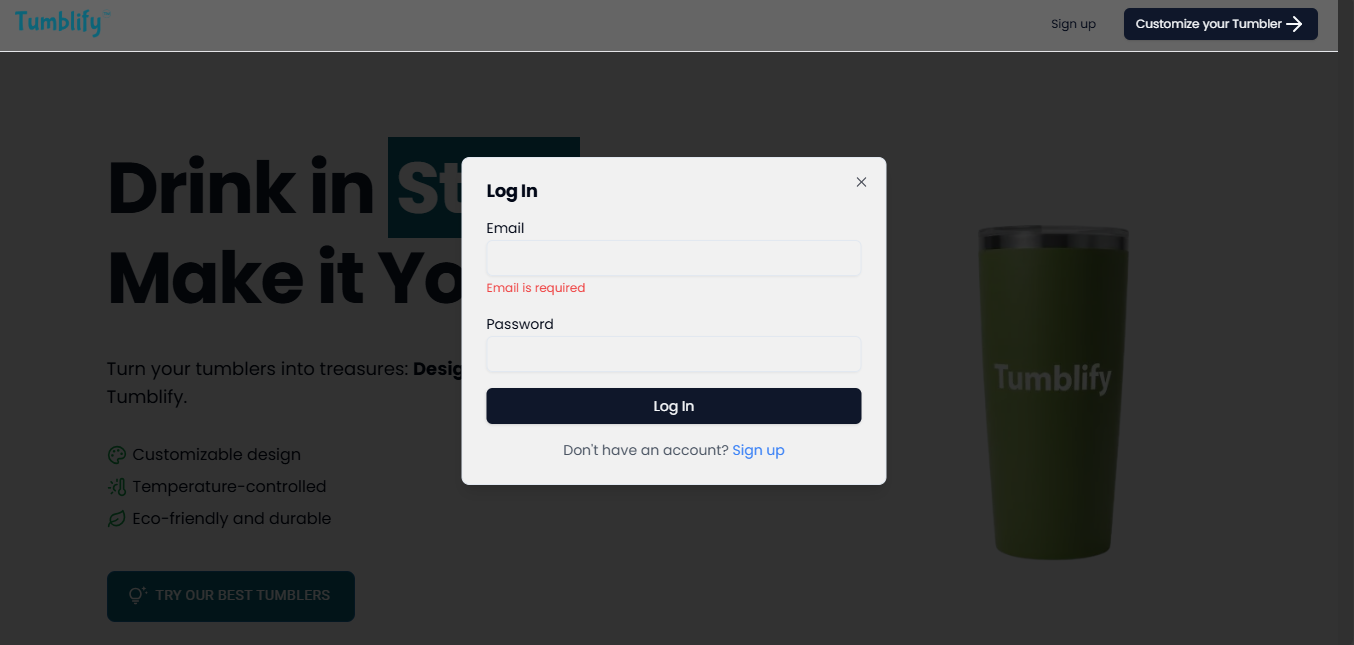 Tumblify™
Sign up
Customize your Tumbler
Drink in St
Make it Yo
Turn your tumblers into treasures: Desig
Tumblify.
Customizable design
Temperature-controlled
Eco-friendly and durable
TRY OUR BEST TUMBLERS
Log In
Email
Email is required
Password
Log In
Don't have an account? Sign up
Tumblify